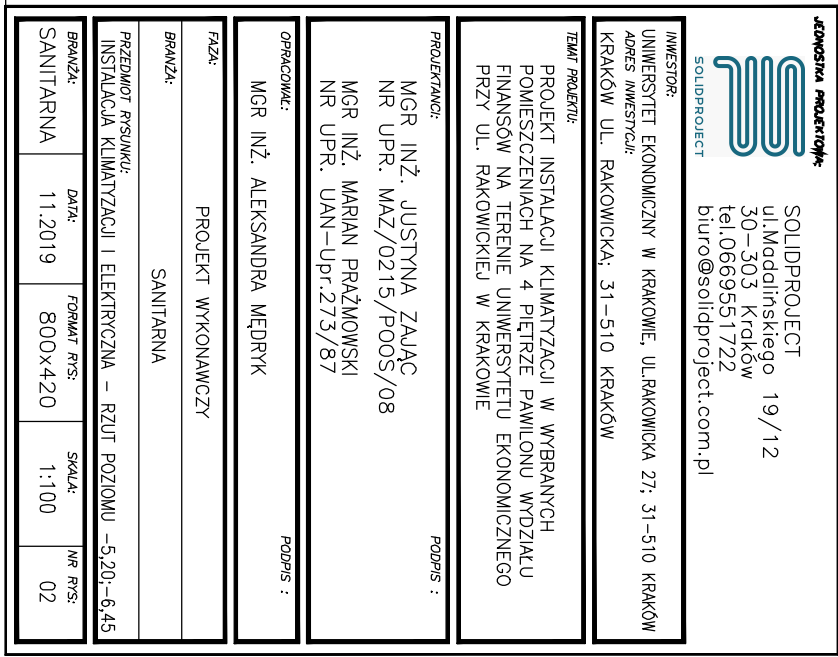 JEDNOSTKA PROJEKTOWA:
SOLIDPROJECT
SOLIDPROJECT
ul.Madalińskiego 19/12
30-303 Kraków
tel.0669551722
biuro@solidproject.com.pl
INWESTOR:
UNIWERSYTET EKONOMICZNY W KRAKOWIE, UL.RAKOWICKA 27; 31-510 KRAKÓW
ADRES INWESTYCJI:
KRAKÓW UL. RAKOWICKA; 31-510 KRAKÓW
TEMAT PROJEKTU:
PROJEKT INSTALACJI KLIMATYZACJI W WYBRANYCH
POMIESZCZENIACH NA 4 PIĘTRZE PAWILONU WYDZIAŁU
FINANSÓW NA TERENIE UNIWERSYTETU EKONOMICZNEGO
PRZY UL. RAKOWICKIEJ W KRAKOWIE
PROJEKTANCI: PODPIS :
MGR INŻ. JUSTYNA ZAJĄC
NR UPR. MAZ/0215/POOS/08
MGR INŻ. MARIAN PRAŻMOWSKI
NR UPR. UAN-Upr.273/87
OPRACOWAŁ: PODPIS :
MGR INŻ. ALEKSANDRA MĘDRYK
FAZA:
PROJEKT WYKONAWCZY
BRANŻA:
SANITARNA
PRZEDMIOT RYSUNKU:
INSTALACJA KLIMATYZACJI I ELEKTRYCZNA - RZUT POZIOMU -5,20;-6,45
BRANŻA: DATA: FORMAT RYS: SKALA: NR RYS:
SANITARNA 11.2019 800x420 1:100 02